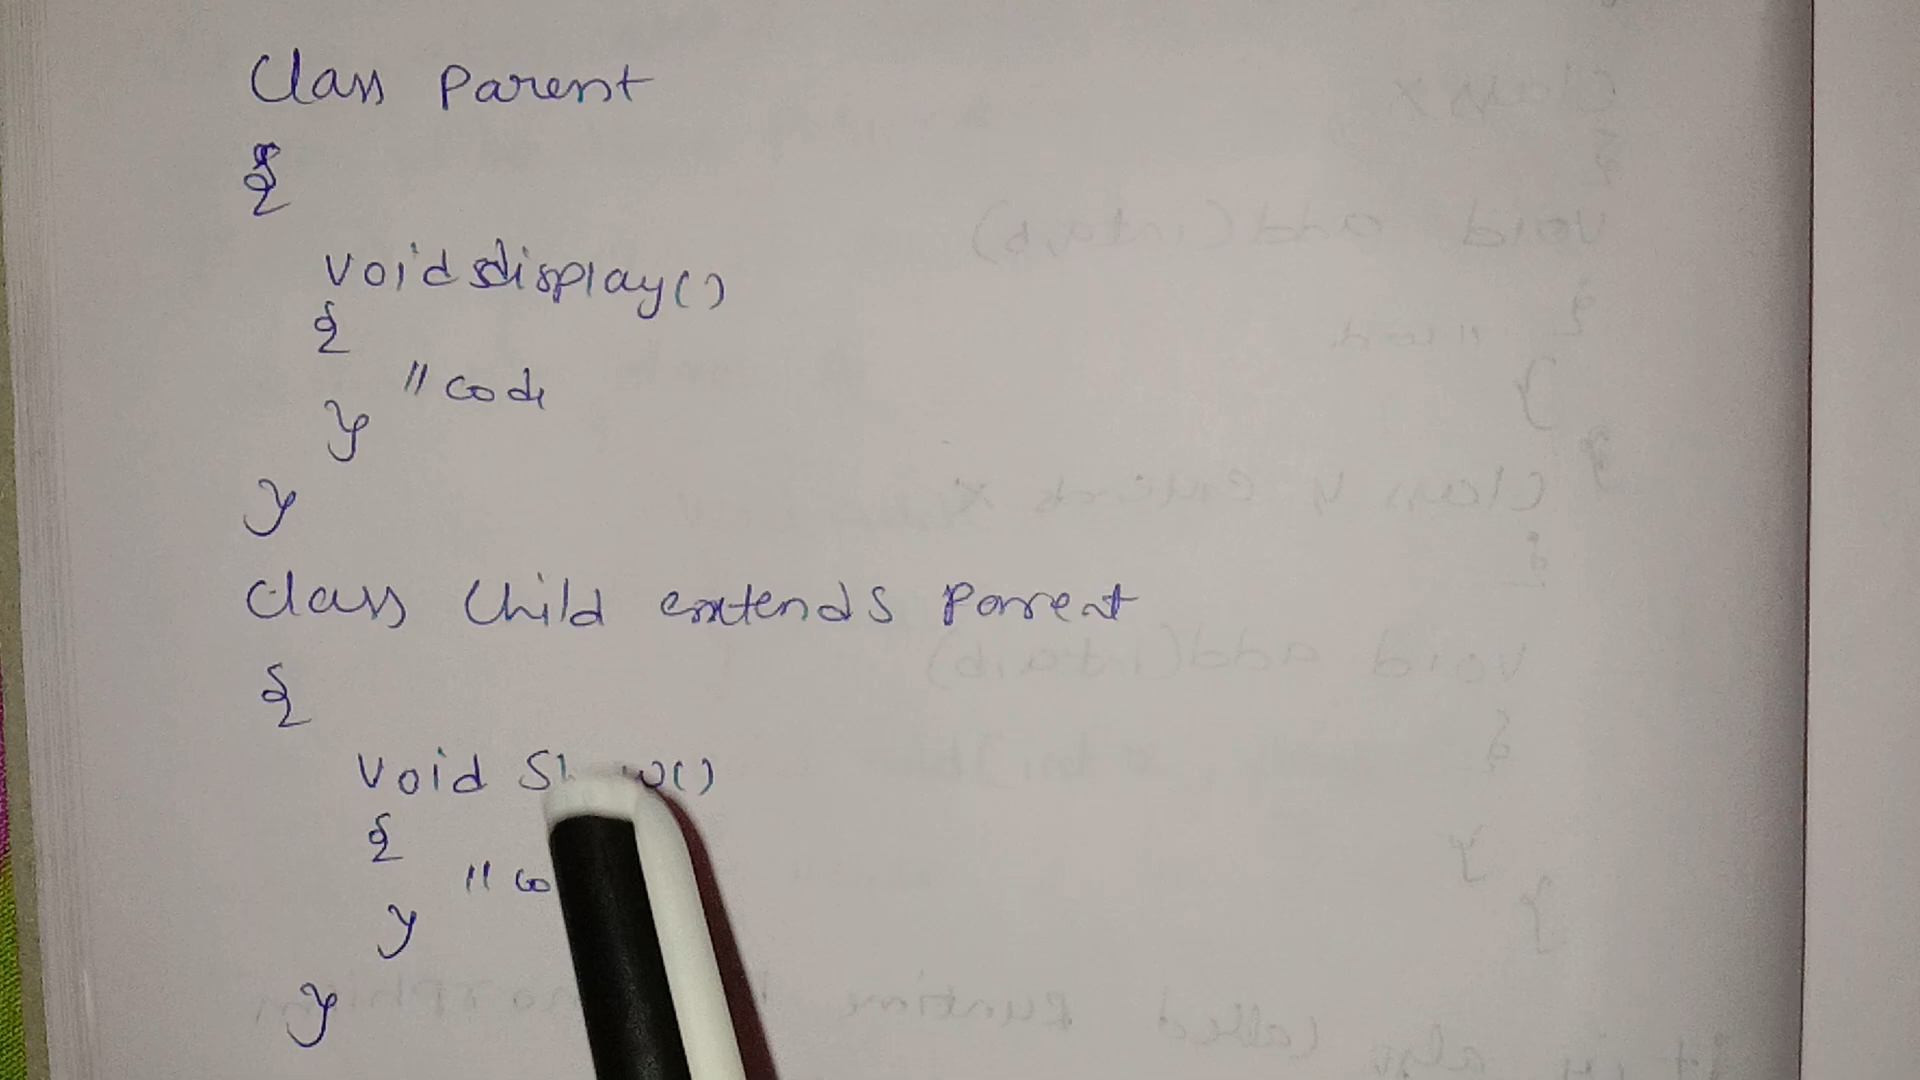 Class Parent
{
void display()
{
// code
}
}
class Child extends Parent
{
void
{
//
}
}